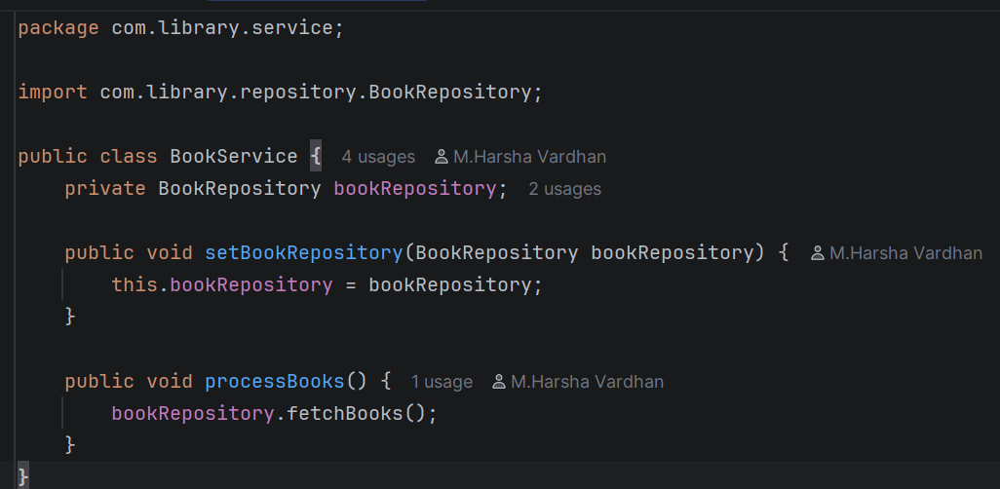 package com.library.service;
import com.library.repository.BookRepository;
public class BookService { 4 usages M.Harsha Vardhan
private BookRepository bookRepository; 2 usages
public void setBookRepository(BookRepository bookRepository) { M.Harsha Vardhan
this.bookRepository = bookRepository;
}
public void processBooks() { 1 usage M.Harsha Vardhan
bookRepository.fetchBooks();
}
}